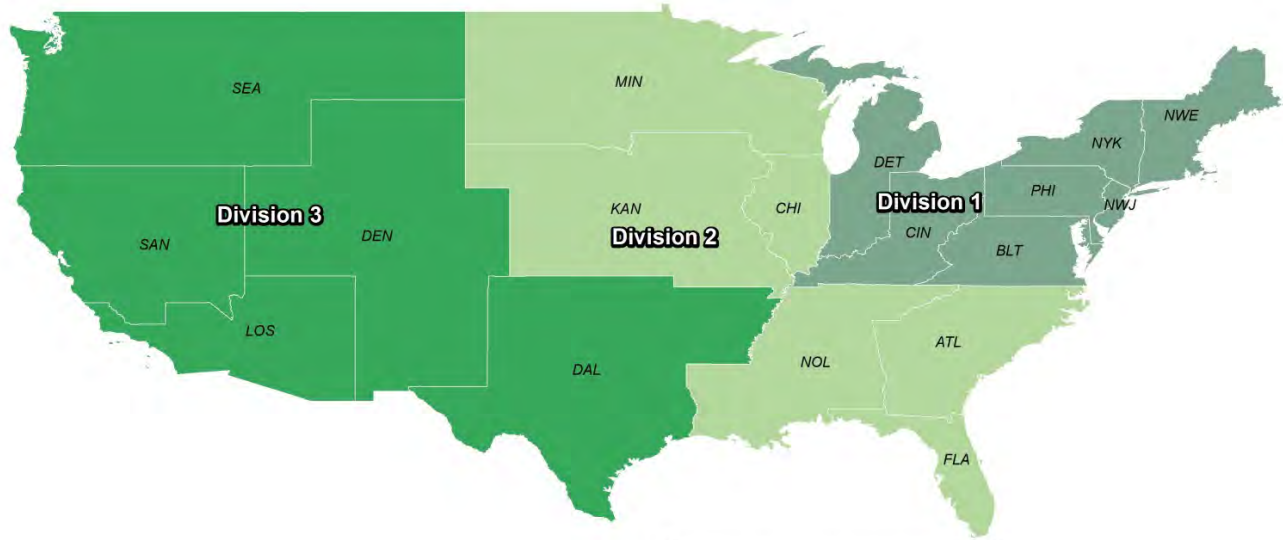 SEA
MIN
NWE
NYK
DET
PHI
Division 1
NWJ
KAN
CHI
Division 3
CIN
DEN
Division 2
SAN
BLT
LOS
ATL
NOL
DAL
FLA